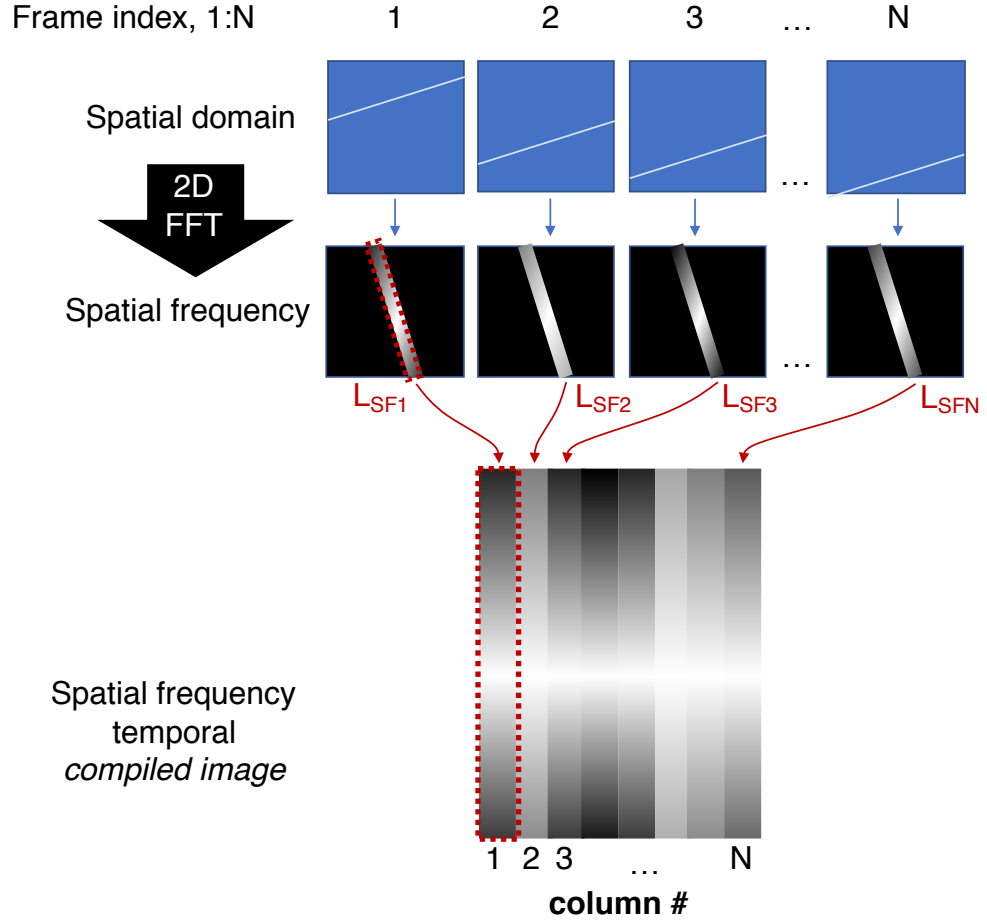 Frame index, 1:N 1 2 3 ... N
Spatial domain
...
2D
FFT
Spatial frequency
...
LSF1 LSF2 LSF3 LSFN
Spatial frequency
temporal
compiled image
1 2 3 ... N
column #